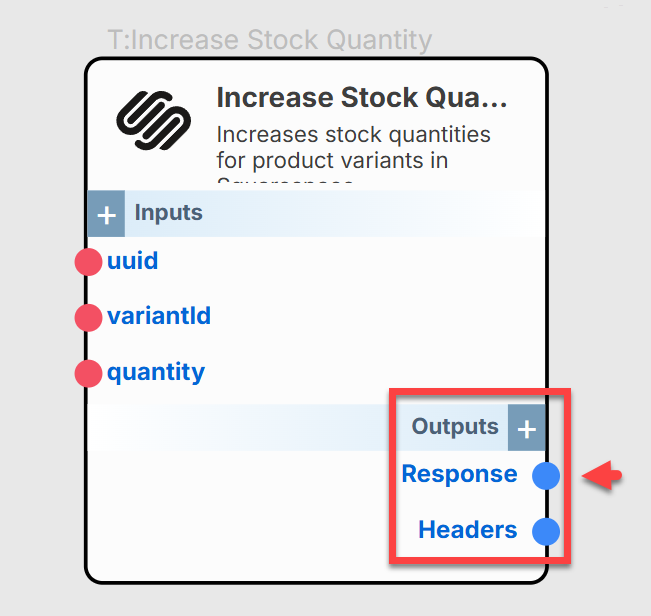 T:Increase Stock Quantity
Increase Stock Qua...
Increases stock quantities
for product variants in
+ Inputs
uuid
variantId
quantity
Outputs +
Response
Headers